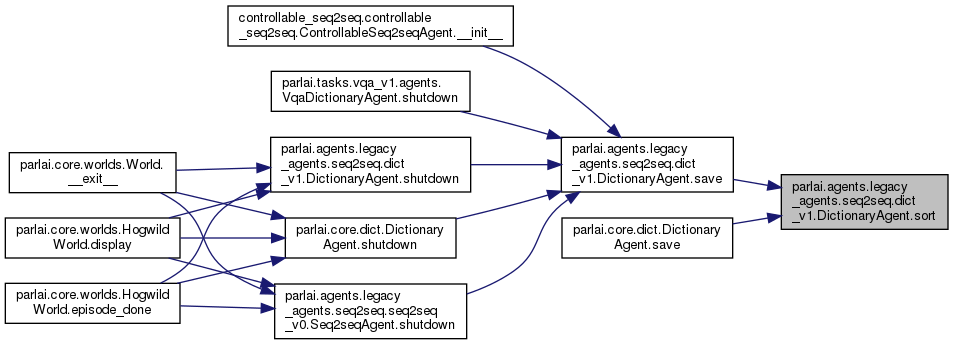 controllable_seq2seq.controllable
_seq2seq.ControllableSeq2seqAgent.__init__
parlai.tasks.vqa_v1.agents.
VqaDictionaryAgent.shutdown
parlai.agents.legacy
_agents.seq2seq.dict
_v1.DictionaryAgent.shutdown
parlai.agents.legacy
_agents.seq2seq.dict
_v1.DictionaryAgent.save
parlai.core.worlds.World.
__exit__
parlai.agents.legacy
_agents.seq2seq.dict
_v1.DictionaryAgent.sort
parlai.core.worlds.Hogwild
World.display
parlai.core.dict.Dictionary
Agent.shutdown
parlai.core.dict.Dictionary
Agent.save
parlai.core.worlds.Hogwild
World.episode_done
parlai.agents.legacy
_agents.seq2seq.seq2seq
_v0.Seq2seqAgent.shutdown